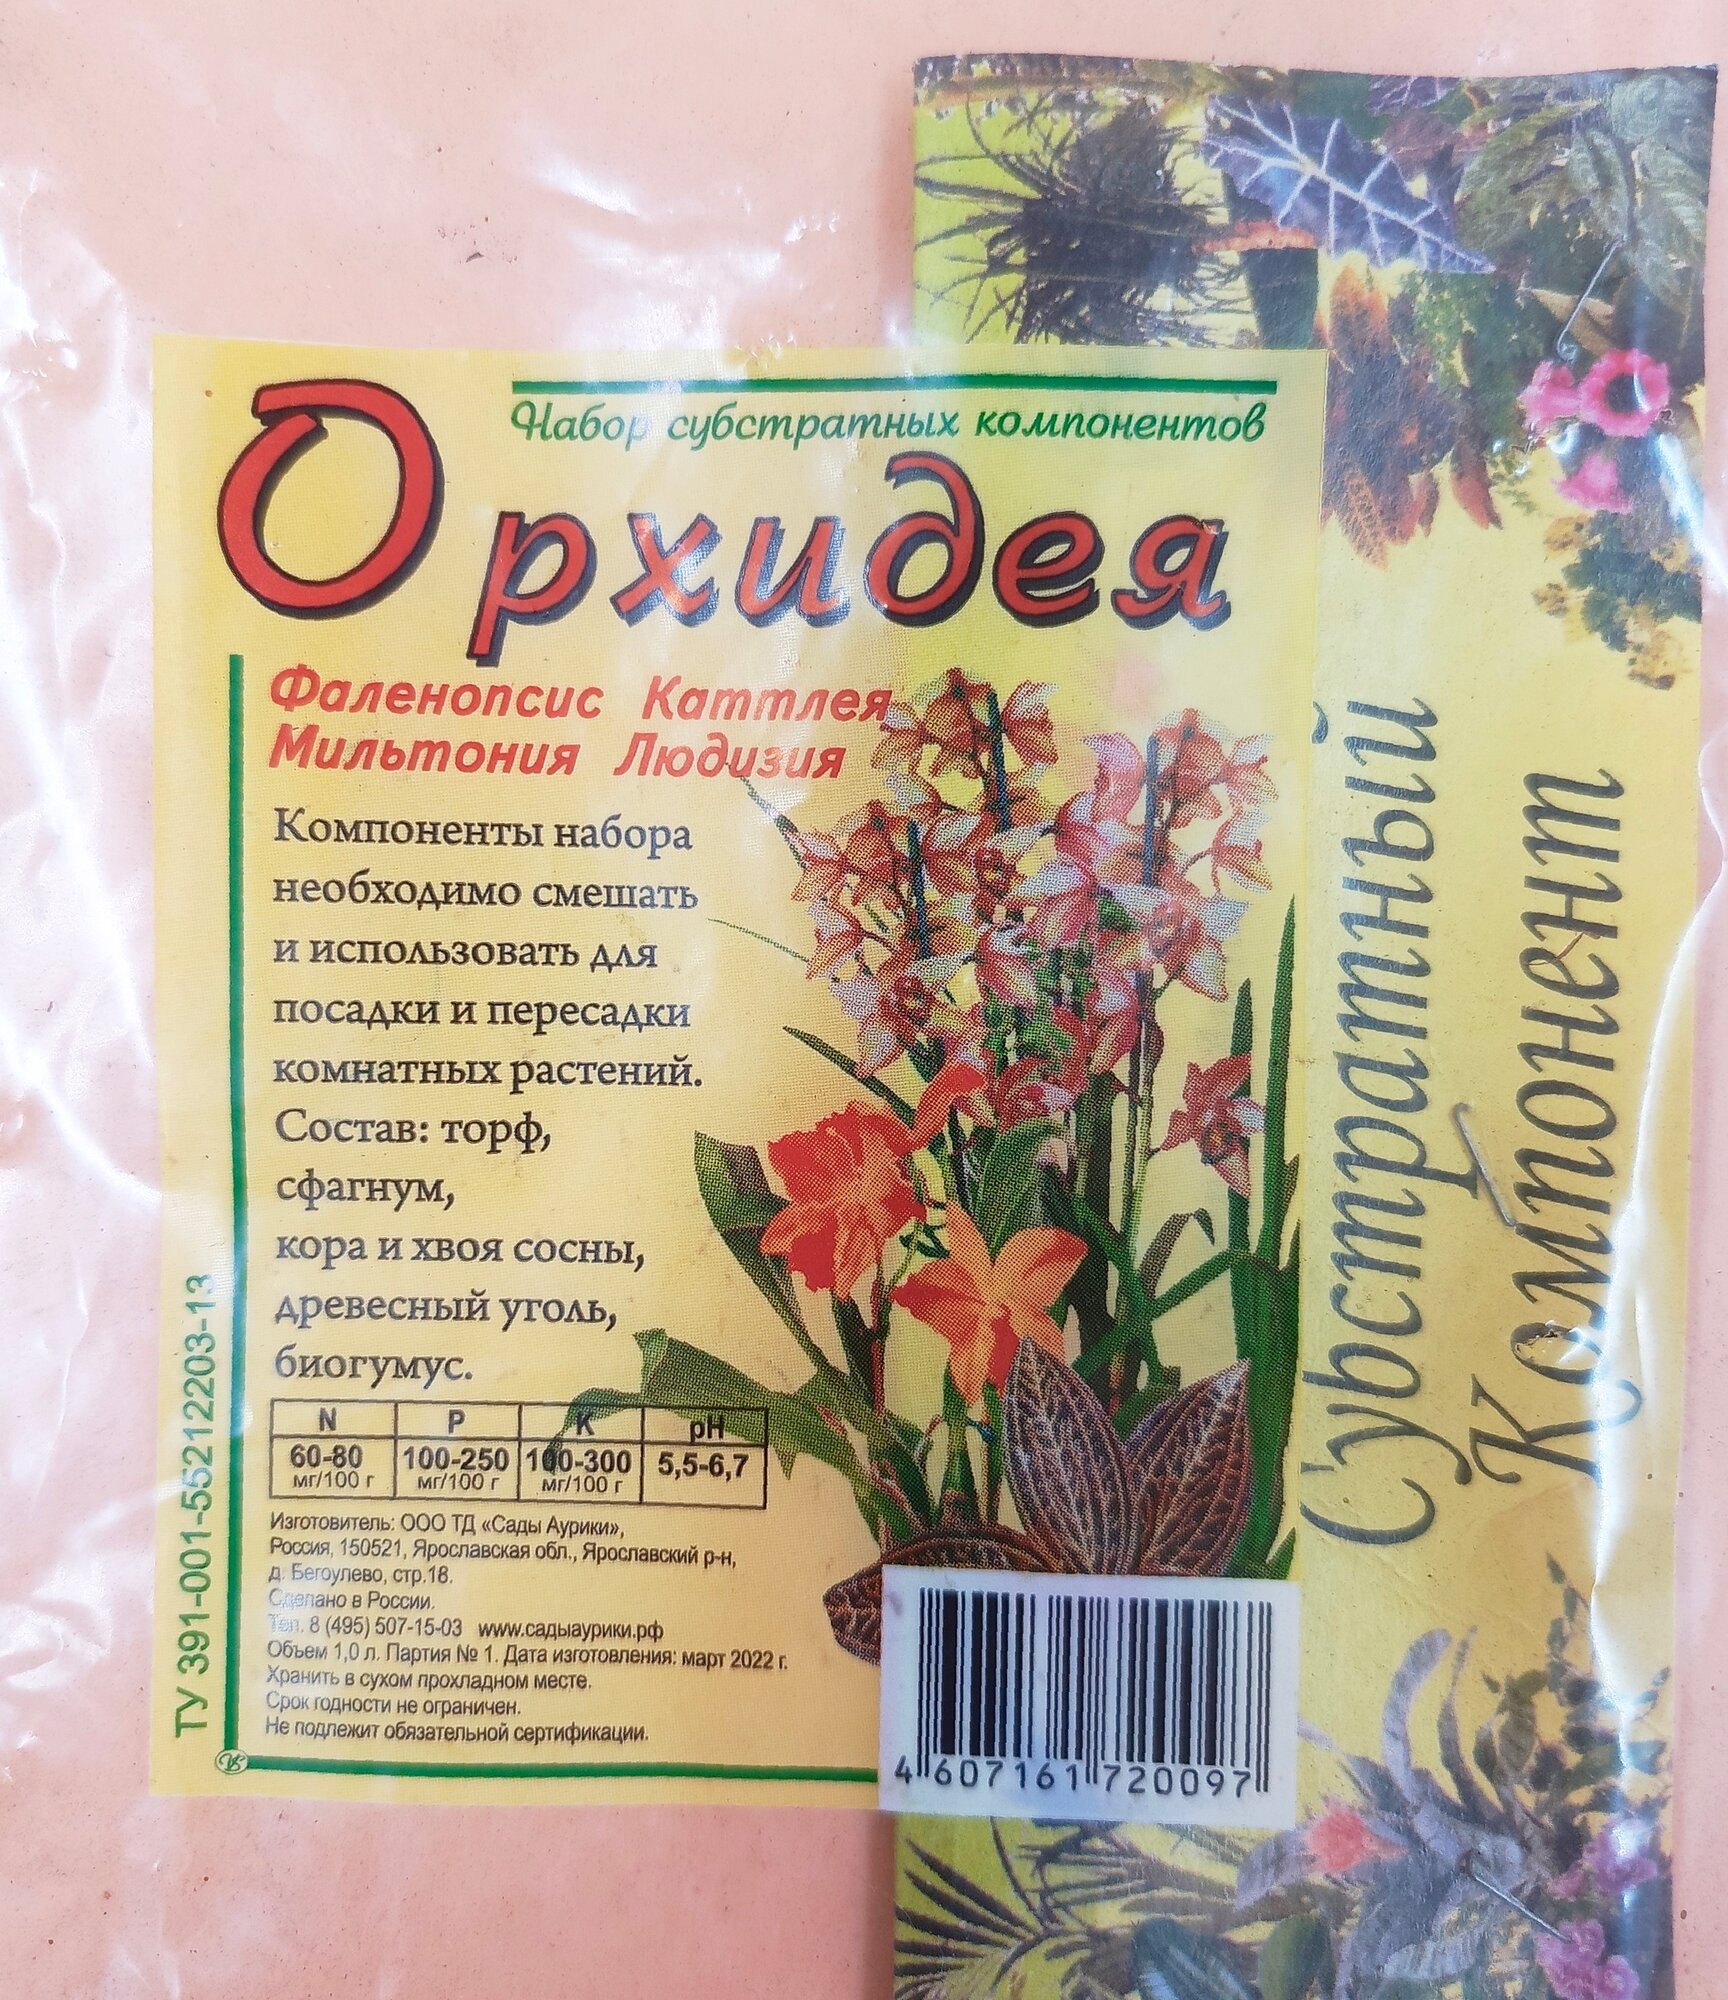 Набор субстратных компонентов
Орхидея
Фаленопсис Каттлея
Мильтония Людизия
Компоненты набора
необходимо смешать
и использовать для
посадки и пересадки
комнатных растений.
Состав: торф,
сфагнум,
кора и хвоя сосны,
древесный уголь,
биогумус.
N P K pH
60-80 100-250 100-300 5,5-6,7
мг/100 г мг/100 г мг/100 г
Изготовитель: ООО ТД «Сады Аурики»,
Россия, 150521, Ярославская обл., Ярославский р-н,
д. Бегоулево, стр.18.
Сделано в России.
Тел. 8 (495) 507-15-03 www.садыаурики.рф
Объем 1,0 л. Партия № 1. Дата изготовления: март 2022 г.
Хранить в сухом прохладном месте.
Срок годности не ограничен.
Не подлежит обязательной сертификации.
ТУ 391-001-55212203-13
4 607161 720097
Субстратный
Компонент